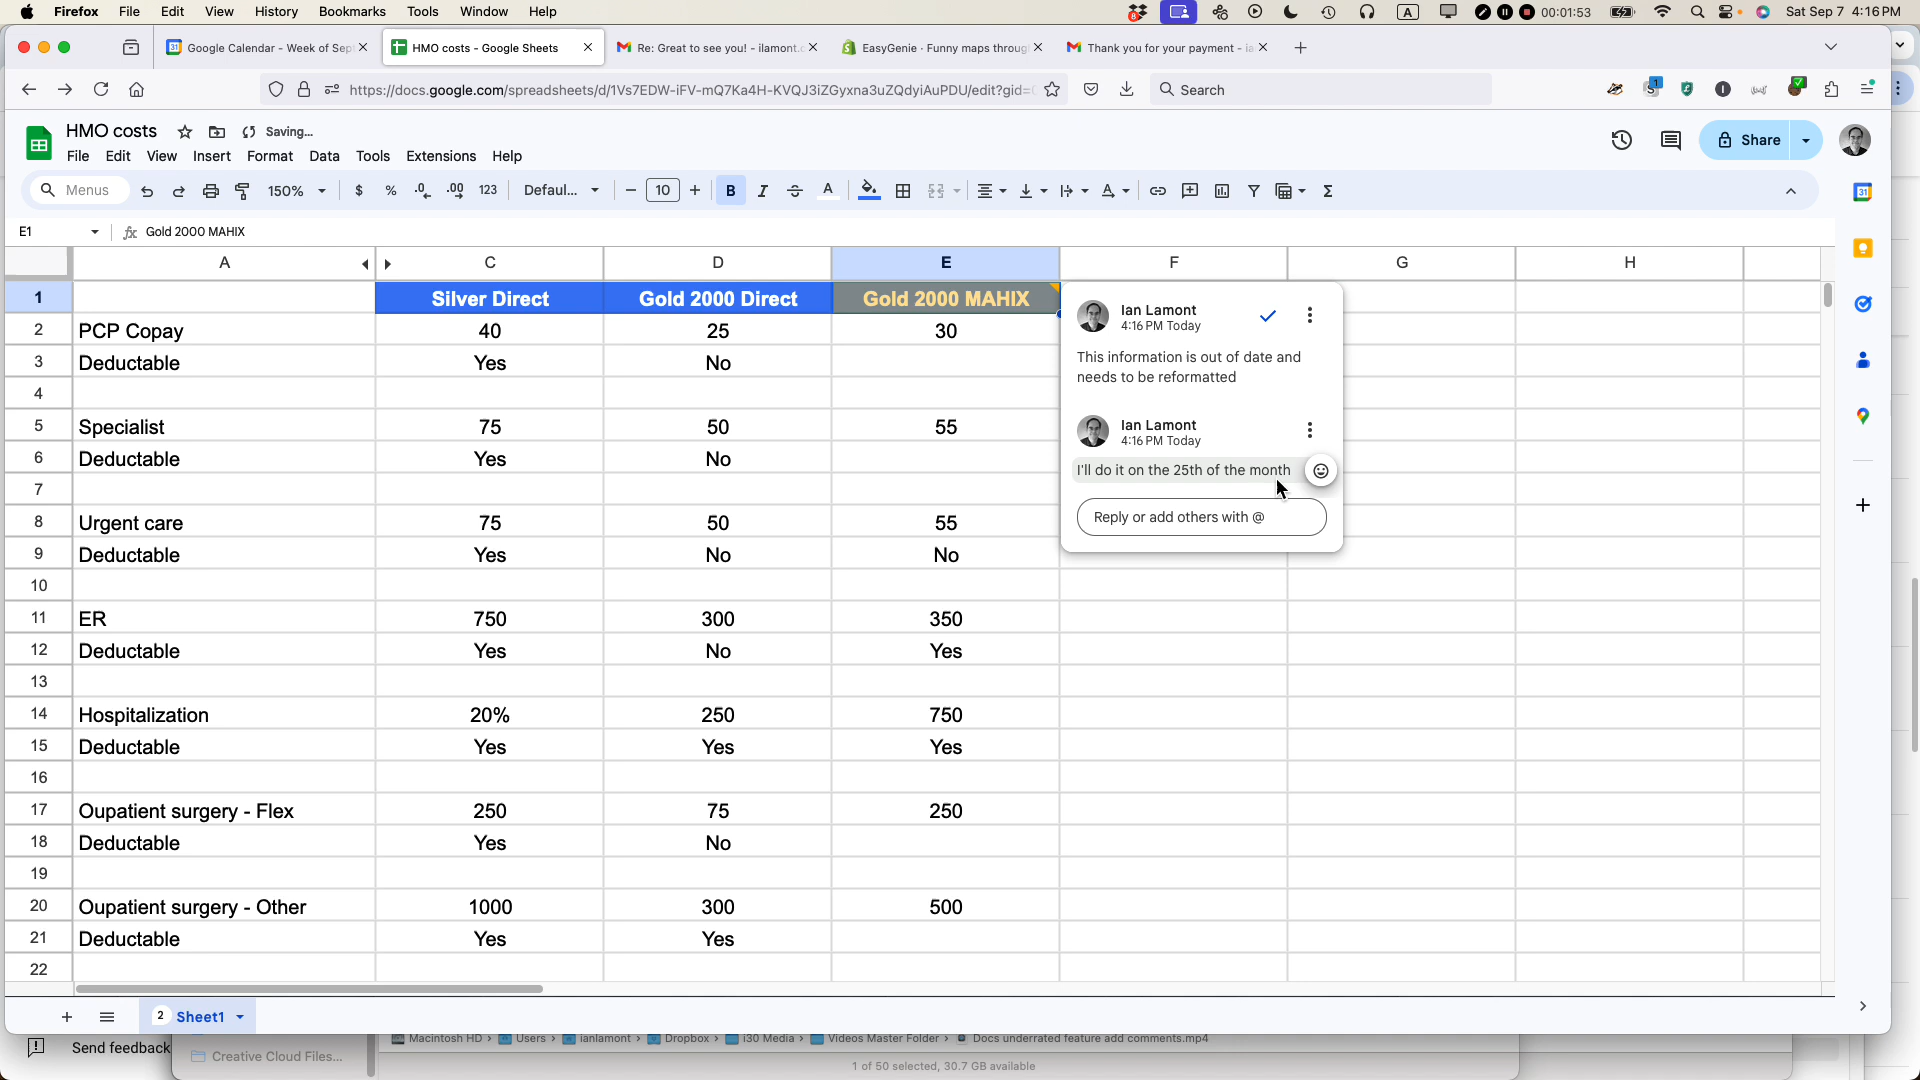 Firefox File Edit View History Bookmarks Tools Window Help 8 A 00:01:53 Sat Sep 7 4:16 PM
31 Google Calendar - Week of Sep
HMO costs - Google Sheets
Re: Great to see you! - ilamont.c
EasyGenie · Funny maps throug
Thank you for your payment - ia
https://docs.google.com/spreadsheets/d/1Vs7EDW-iFV-mQ7Ka4H-KVQJ3iZGyxna3uZQdyiAuPDU/edit?gid=
Search
HMO costs Saving...
File Edit View Insert Format Data Tools Extensions Help
Share
Menus 150% $ % .0 .00 123 Defaul... 10 B I S A Σ
31
E1 fx Gold 2000 MAHIX
A C D E F G H
1 Silver Direct Gold 2000 Direct Gold 2000 MAHIX
2 PCP Copay 40 25 30
3 Deductable Yes No
4
5 Specialist 75 50 55
6 Deductable Yes No
7
8 Urgent care 75 50 55
9 Deductable Yes No No
10
11 ER 750 300 350
12 Deductable Yes No Yes
13
14 Hospitalization 20% 250 750
15 Deductable Yes Yes Yes
16
17 Oupatient surgery - Flex 250 75 250
18 Deductable Yes No
19
20 Oupatient surgery - Other 1000 300 500
21 Deductable Yes Yes
22
Ian Lamont
4:16 PM Today
This information is out of date and
needs to be reformatted
Ian Lamont
4:16 PM Today
I'll do it on the 25th of the month
Reply or add others with @
2 Sheet1
Send feedback
Creative Cloud Files...
Macintosh HD › Users › ianlamont › Dropbox › i30 Media › Videos Master Folder › Docs underrated feature add comments.mp4
1 of 50 selected, 30.7 GB available